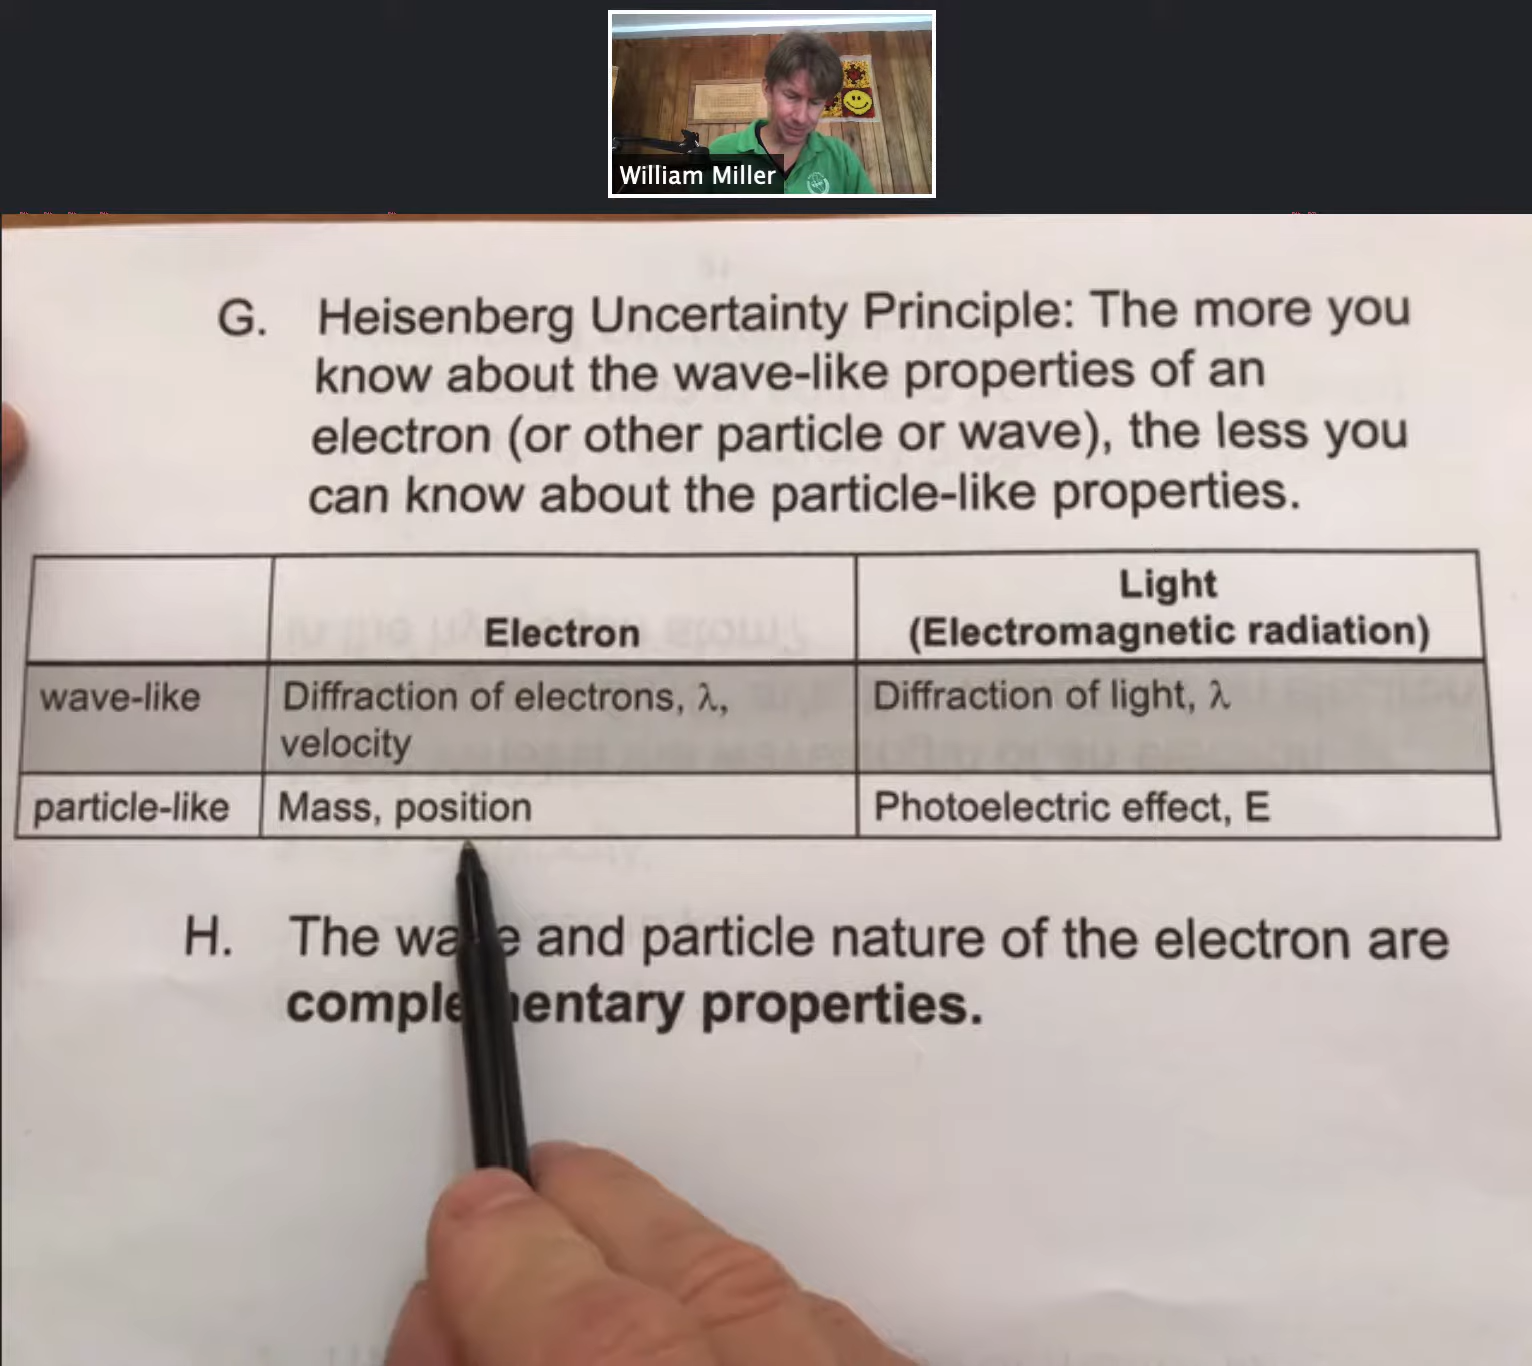 William Miller
G. Heisenberg Uncertainty Principle: The more you
know about the wave-like properties of an
electron (or other particle or wave), the less you
can know about the particle-like properties.
Electron
Light
(Electromagnetic radiation)
wave-like
Diffraction of electrons, λ,
velocity
Diffraction of light, λ
particle-like
Mass, position
Photoelectric effect, E
H. The wave and particle nature of the electron are
complementary properties.